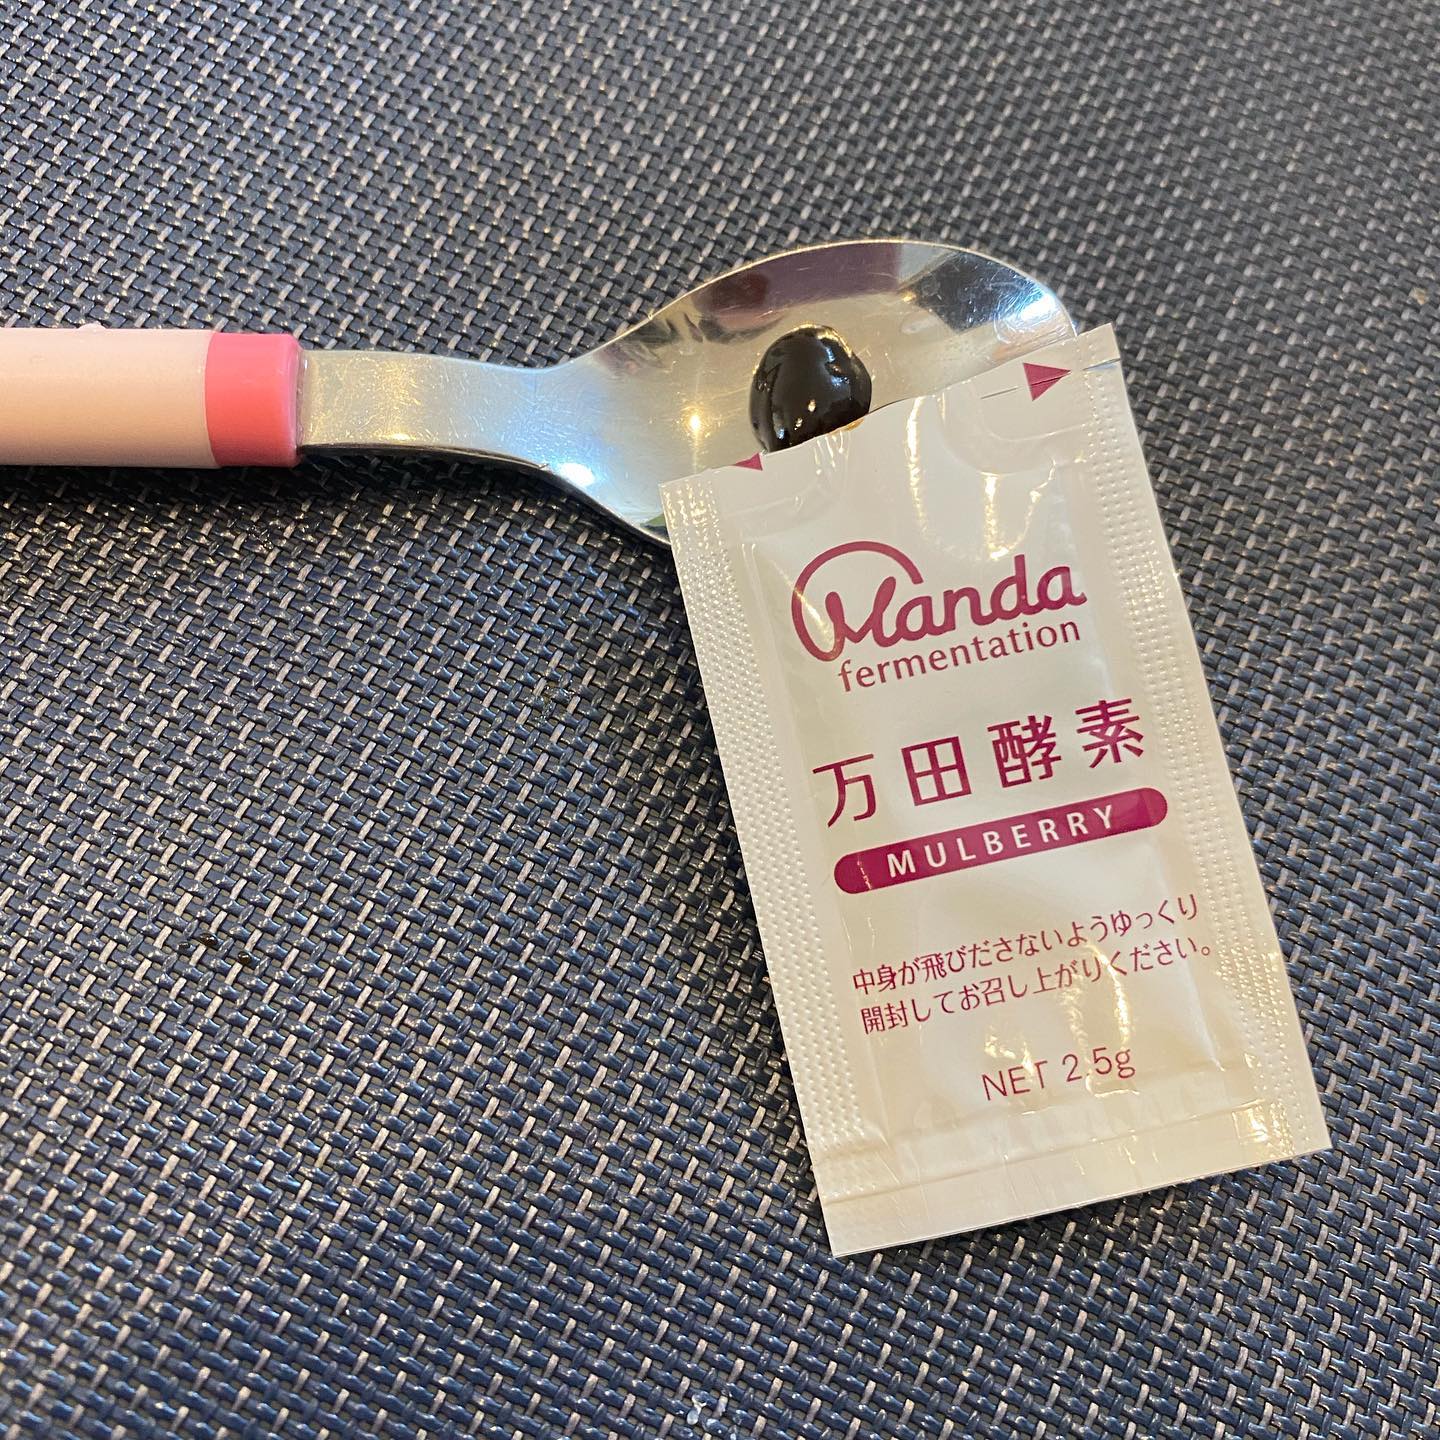 Manda
fermentation
万田酵素
MULBERRY
中身が飛びださないようゆっくり
開封してお召し上がりください。
NET 2.5g